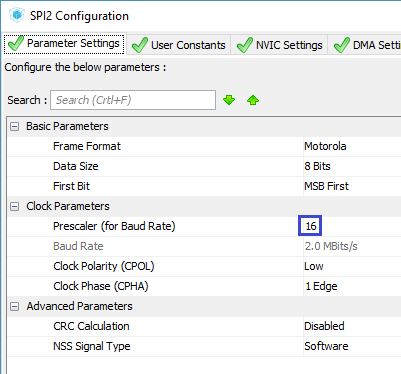 SPI2 Configuration
Parameter Settings User Constants NVIC Settings DMA Setti
Configure the below parameters :
Search : Search (Crtl+F)
Basic Parameters
Frame Format Motorola
Data Size 8 Bits
First Bit MSB First
Clock Parameters
Prescaler (for Baud Rate) 16
Baud Rate 2.0 MBits/s
Clock Polarity (CPOL) Low
Clock Phase (CPHA) 1 Edge
Advanced Parameters
CRC Calculation Disabled
NSS Signal Type Software